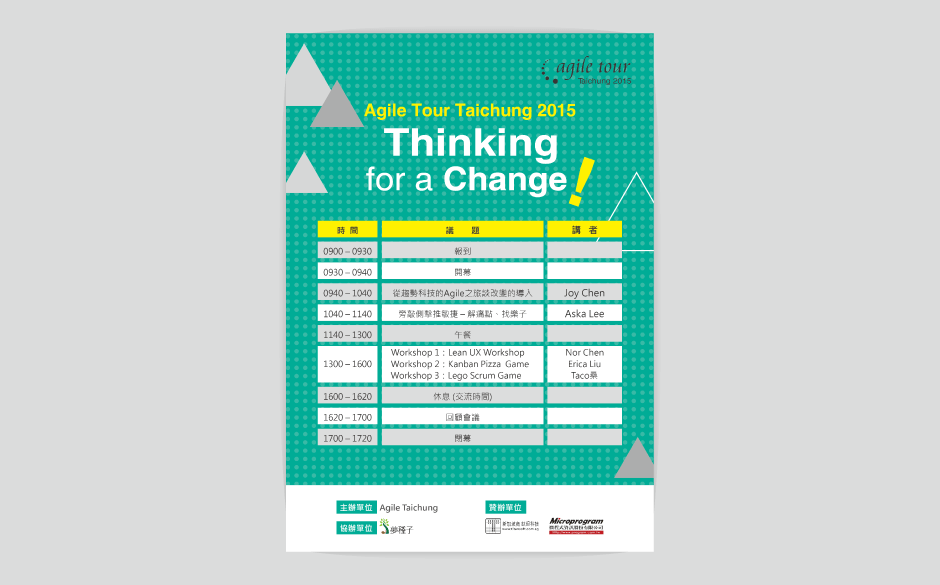 agile tour
Taichung 2015
Agile Tour Taichung 2015
Thinking
for a Change!
時 間 議 題 講 者
0900 – 0930 報到
0930 – 0940 開幕
0940 – 1040 從趨勢科技的Agile之旅談改變的導入 Joy Chen
1040 – 1140 旁敲側擊推敏捷 – 解痛點、找樂子 Aska Lee
1140 – 1300 午餐
1300 – 1600
Workshop 1：Lean UX Workshop Nor Chen
Workshop 2：Kanban Pizza Game Erica Liu
Workshop 3：Lego Scrum Game Taco桑
1600 – 1620 休息 (交流時間)
1620 – 1700 回顧會議
1700 – 1720 閉幕
主辦單位 Agile Taichung
協辦單位 夢種子
贊辦單位
Microprogram